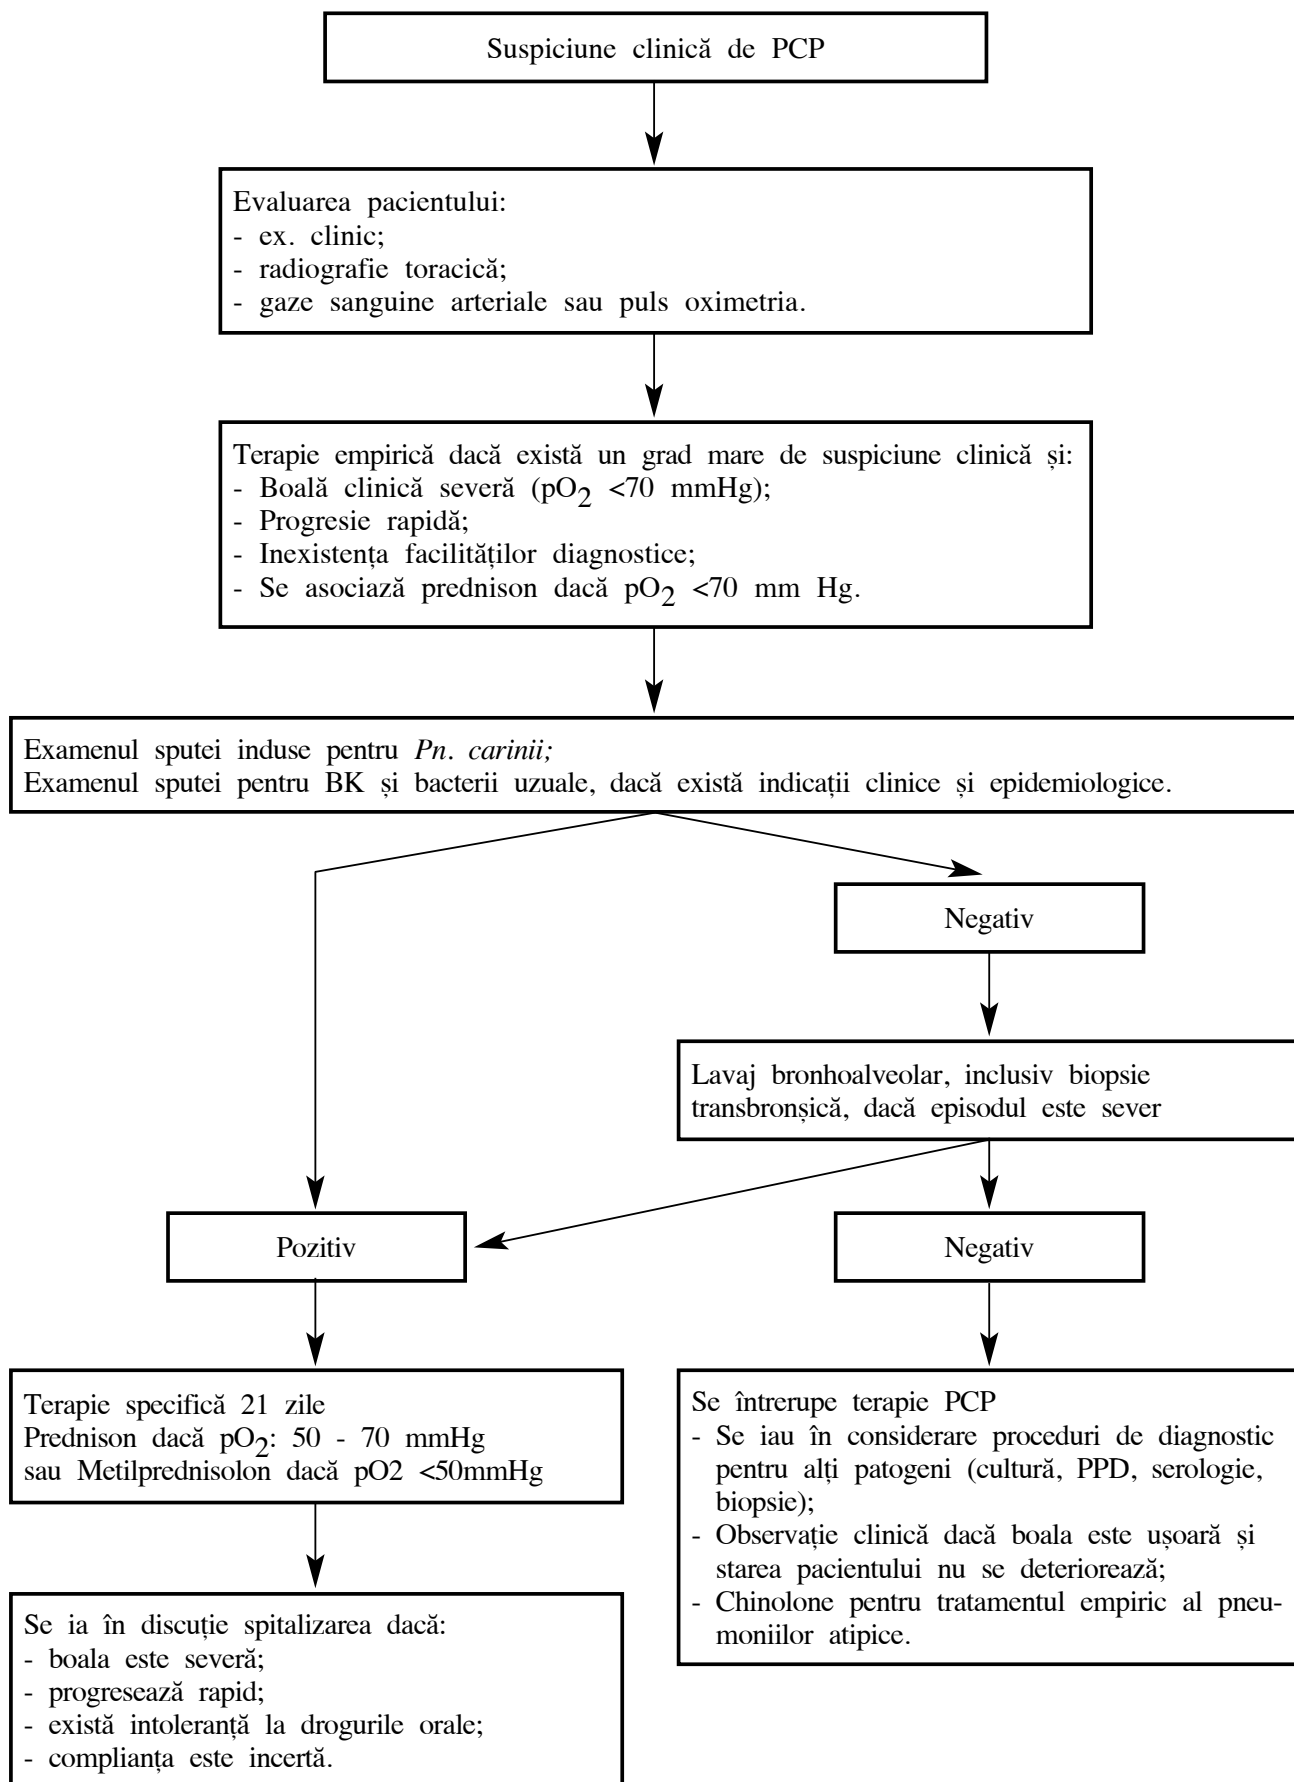 Suspiciune clinică de PCP
Evaluarea pacientului:
- ex. clinic;
- radiografie toracică;
- gaze sanguine arteriale sau puls oximetria.
Terapie empirică dacă există un grad mare de suspiciune clinică și:
- Boală clinică severă (pO2 <70 mmHg);
- Progresie rapidă;
- Inexistența facilităților diagnostice;
- Se asociază prednison dacă pO2 <70 mm Hg.
Examenul sputei induse pentru Pn. carinii;
Examenul sputei pentru BK și bacterii uzuale, dacă există indicații clinice și epidemiologice.
Negativ
Lavaj bronhoalveolar, inclusiv biopsie
transbronșică, dacă episodul este sever
Pozitiv
Negativ
Terapie specifică 21 zile
Prednison dacă pO2: 50 - 70 mmHg
sau Metilprednisolon dacă pO2 <50mmHg
Se întrerupe terapie PCP
- Se iau în considerare proceduri de diagnostic
pentru alți patogeni (cultură, PPD, serologie,
biopsie);
- Observație clinică dacă boala este ușoară și
starea pacientului nu se deteriorează;
- Chinolone pentru tratamentul empiric al pneu-
moniilor atipice.
Se ia în discuție spitalizarea dacă:
- boala este severă;
- progresează rapid;
- există intoleranță la drogurile orale;
- complianța este incertă.